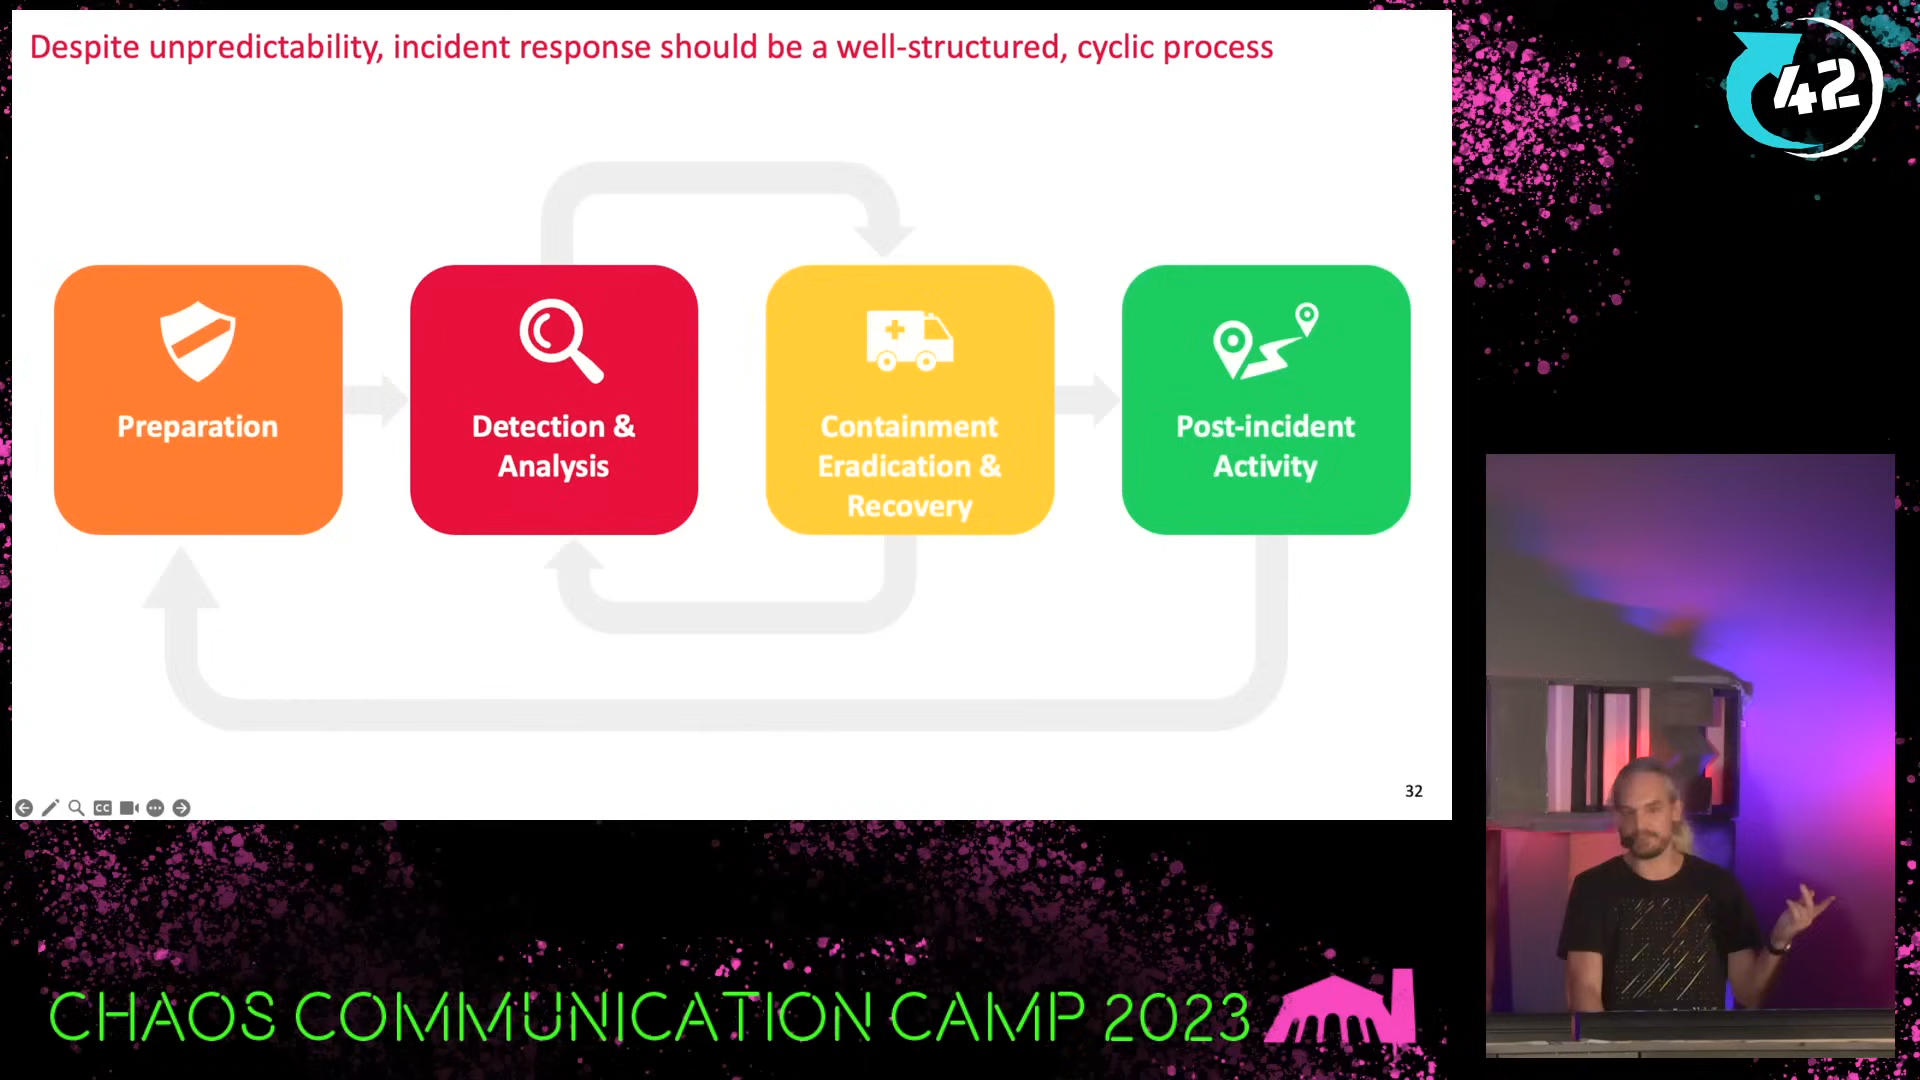 Despite unpredictability, incident response should be a well-structured, cyclic process
42
Preparation
Detection &
Analysis
Containment
Eradication &
Recovery
Post-incident
Activity
CC
32
CHAOS COMMUNICATION CAMP 2023